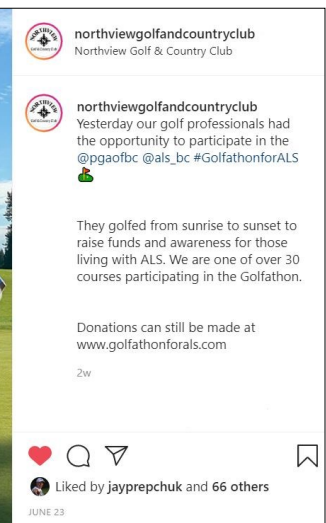 northviewgolfandcountryclub
Northview Golf & Country Club
northviewgolfandcountryclub
Yesterday our golf professionals had
the opportunity to participate in the
@pgaofbc @als_bc #GolfathonforALS
They golfed from sunrise to sunset to
raise funds and awareness for those
living with ALS. We are one of over 30
courses participating in the Golfathon.
Donations can still be made at
www.golfathonforals.com
2w
Liked by jayprepchuk and 66 others
JUNE 23